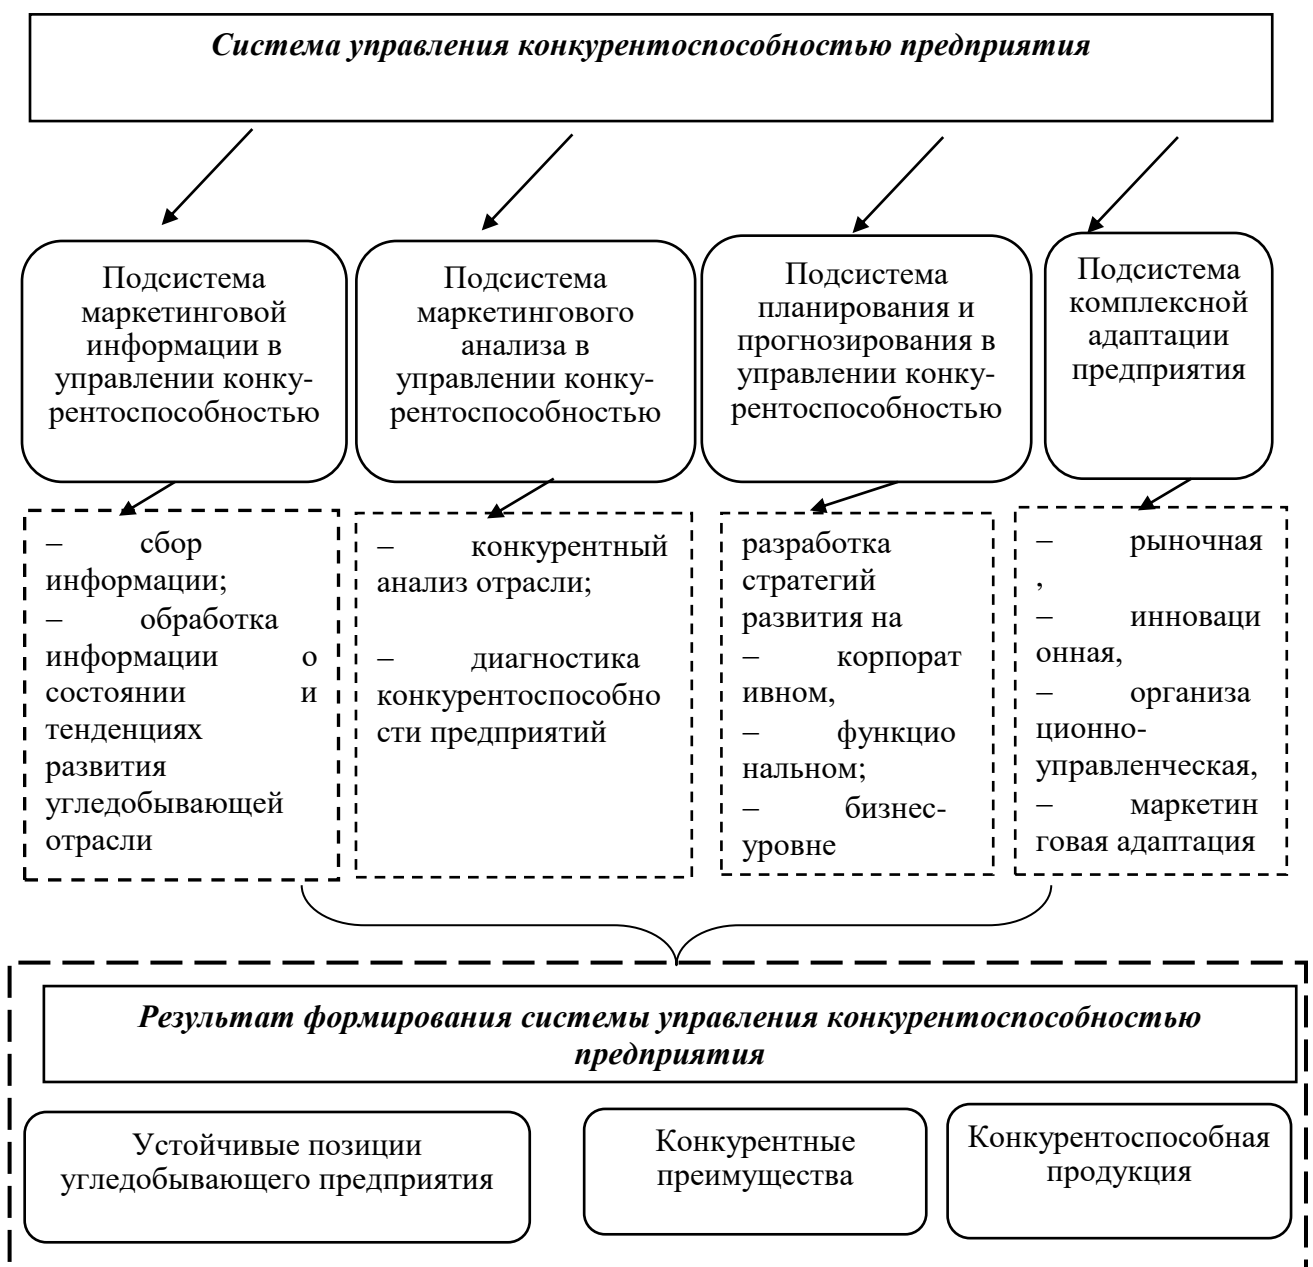 Система управления конкурентоспособностью предприятия
Подсистема
маркетинговой
информации в
управлении конку-
рентоспособностью
Подсистема
маркетингового
анализа в
управлении конку-
рентоспособностью
Подсистема
планирования и
прогнозирования в
управлении конку-
рентоспособностью
Подсистема
комплексной
адаптации
предприятия
– сбор
информации;
– обработка
информации о
состоянии и
тенденциях
развития
угледобывающей
отрасли
– конкурентный
анализ отрасли;
– диагностика
конкурентоспособно
сти предприятий
разработка
стратегий
развития на
– корпорат
ивном,
– функцио
нальном;
– бизнес-
уровне
– рыночная
,
– инноваци
онная,
– организа
ционно-
управленческая,
– маркетин
говая адаптация
Результат формирования системы управления конкурентоспособностью
предприятия
Устойчивые позиции
угледобывающего предприятия
Конкурентные
преимущества
Конкурентоспособная
продукция